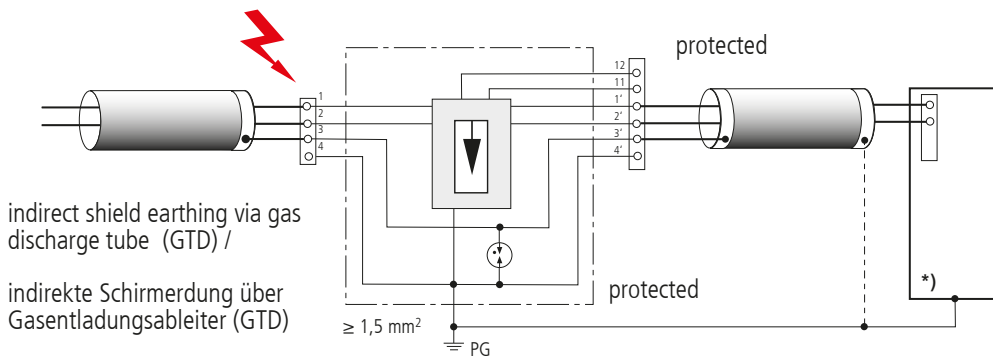 protected
12
11
1
1‘
2
2‘
3
3‘
4
4‘
indirect shield earthing via gas
discharge tube (GTD) /
indirekte Schirmerdung über
Gasentladungsableiter (GTD)
protected
*)
≥ 1,5 mm²
PG